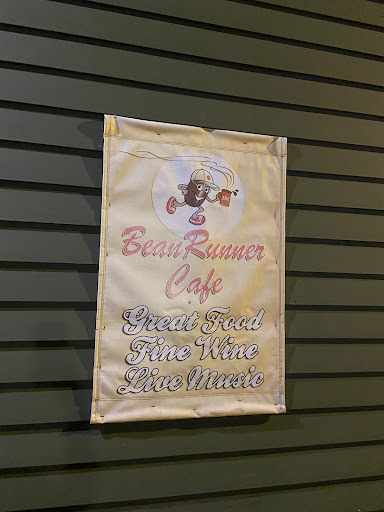 BeanRunner
Cafe
Great Food
Fine Wine
Live Music